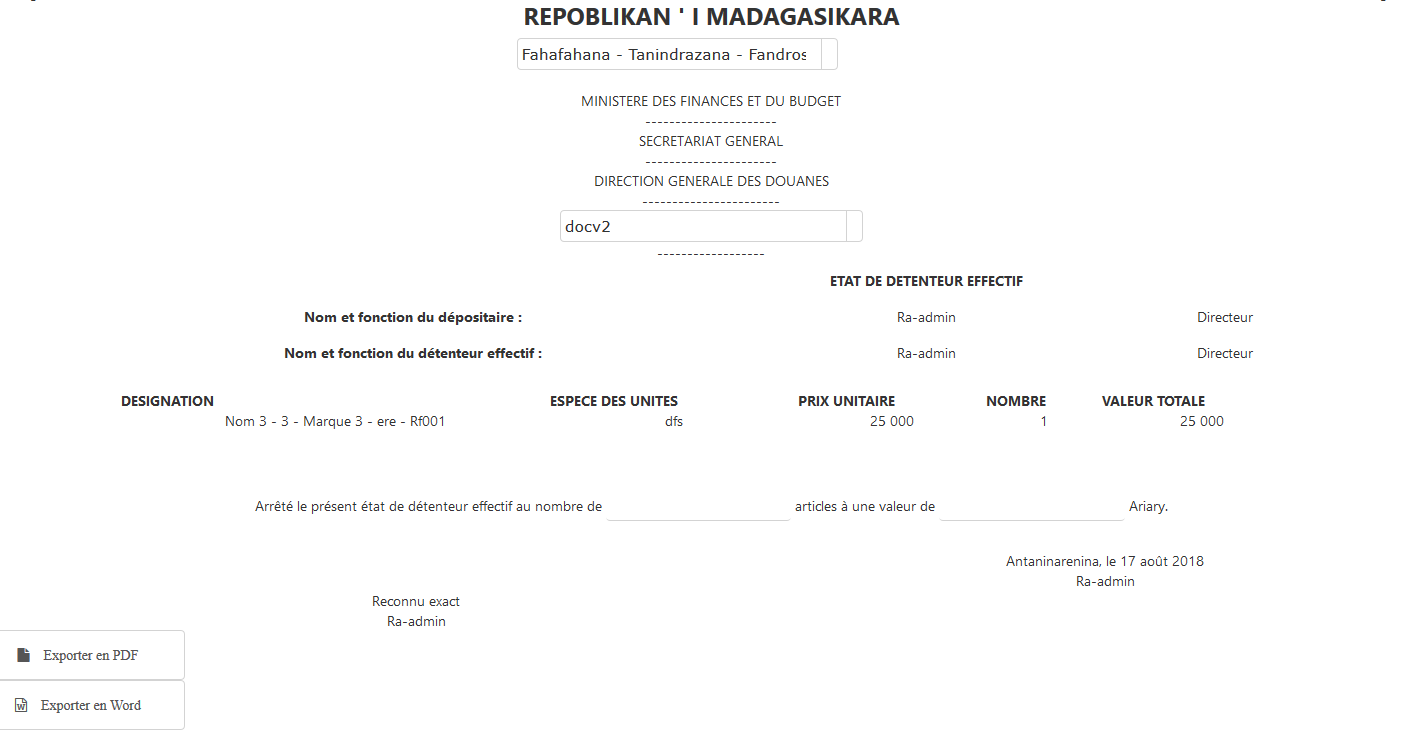 REPOBLIKAN ' I MADAGASIKARA
Fahafahana - Tanindrazana - Fandros
MINISTERE DES FINANCES ET DU BUDGET
----------------------
SECRETARIAT GENERAL
----------------------
DIRECTION GENERALE DES DOUANES
-----------------------
docv2
------------------
ETAT DE DETENTEUR EFFECTIF
Nom et fonction du dépositaire : Ra-admin Directeur
Nom et fonction du détenteur effectif : Ra-admin Directeur
DESIGNATION ESPECE DES UNITES PRIX UNITAIRE NOMBRE VALEUR TOTALE
Nom 3 - 3 - Marque 3 - ere - Rf001 dfs 25 000 1 25 000
Arrêté le présent état de détenteur effectif au nombre de articles à une valeur de Ariary.
Antaninarenina, le 17 août 2018
Ra-admin
Reconnu exact
Ra-admin
Exporter en PDF
Exporter en Word